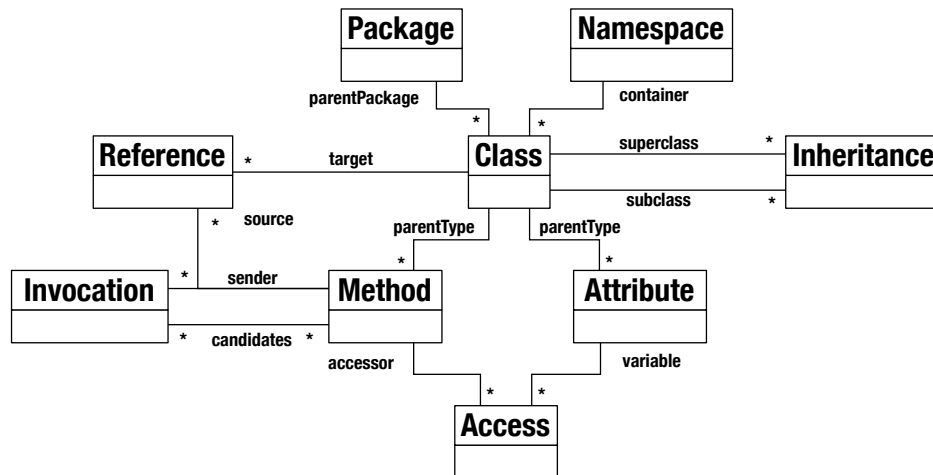 Package
Namespace
parentPackage
container
*
*
Reference
*
target
Class
superclass
*
Inheritance
subclass
*
*
source
parentType
parentType
*
*
Invocation
*
sender
Method
Attribute
*
candidates
*
accessor
variable
*
*
Access